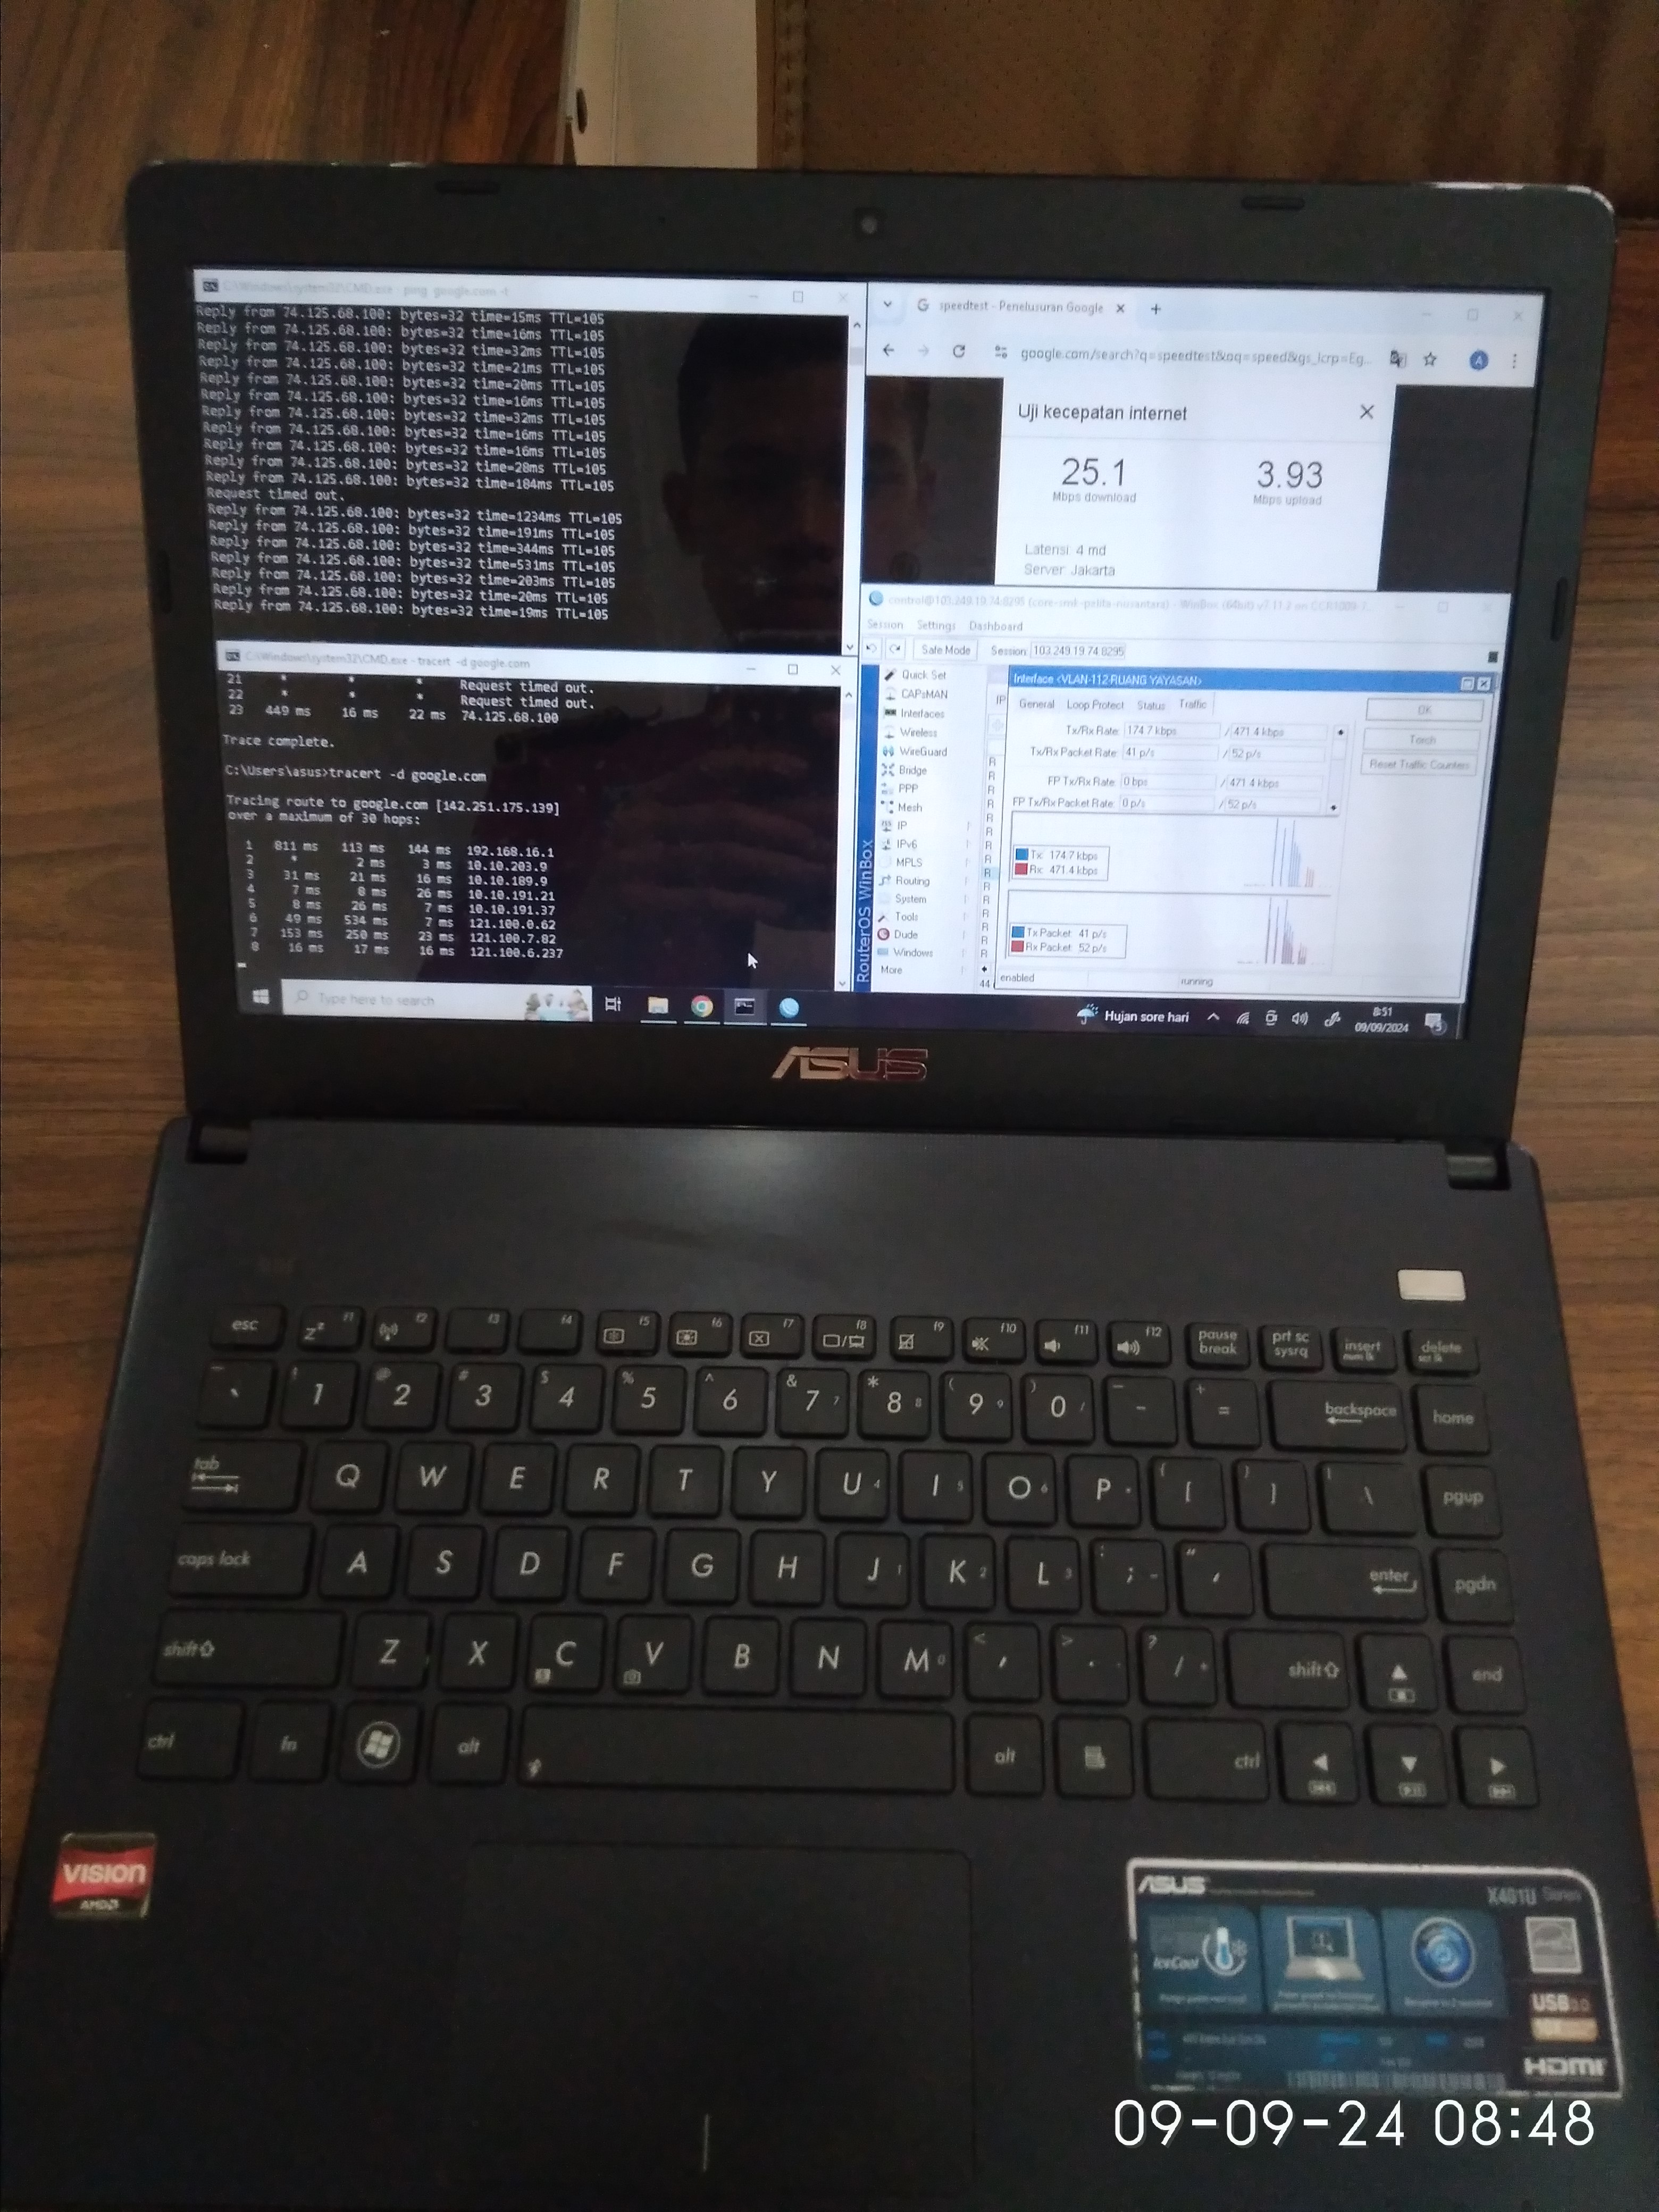 C:\Windows\system32\CMD.exe - ping google.com -t
Reply from 74.125.68.100: bytes=32 time=15ms TTL=105
Reply from 74.125.68.100: bytes=32 time=16ms TTL=105
Reply from 74.125.68.100: bytes=32 time=32ms TTL=105
Reply from 74.125.68.100: bytes=32 time=21ms TTL=105
Reply from 74.125.68.100: bytes=32 time=20ms TTL=105
Reply from 74.125.68.100: bytes=32 time=16ms TTL=105
Reply from 74.125.68.100: bytes=32 time=32ms TTL=105
Reply from 74.125.68.100: bytes=32 time=16ms TTL=105
Reply from 74.125.68.100: bytes=32 time=16ms TTL=105
Reply from 74.125.68.100: bytes=32 time=28ms TTL=105
Reply from 74.125.68.100: bytes=32 time=184ms TTL=105
Request timed out.
Reply from 74.125.68.100: bytes=32 time=1234ms TTL=105
Reply from 74.125.68.100: bytes=32 time=191ms TTL=105
Reply from 74.125.68.100: bytes=32 time=344ms TTL=105
Reply from 74.125.68.100: bytes=32 time=531ms TTL=105
Reply from 74.125.68.100: bytes=32 time=203ms TTL=105
Reply from 74.125.68.100: bytes=32 time=20ms TTL=105
Reply from 74.125.68.100: bytes=32 time=19ms TTL=105
C:\Windows\system32\CMD.exe - tracert -d google.com
21 * * * Request timed out.
22 * * * Request timed out.
23 449 ms 16 ms 22 ms 74.125.68.100
Trace complete.
C:\Users\asus>tracert -d google.com
Tracing route to google.com [142.251.175.139]
over a maximum of 30 hops:
1 811 ms 113 ms 144 ms 192.168.16.1
2 * 2 ms 3 ms 10.10.203.9
3 31 ms 21 ms 16 ms 10.10.189.9
4 7 ms 8 ms 26 ms 10.10.191.21
5 8 ms 26 ms 7 ms 10.10.191.37
6 49 ms 534 ms 7 ms 121.100.0.62
7 153 ms 250 ms 23 ms 121.100.7.82
8 16 ms 17 ms 16 ms 121.100.6.237
speedtest - Penelusuran Google
google.com/search?q=speedtest&oq=speed&gs_lcrp=Eg...
Uji kecepatan internet
25.1 3.93
Mbps download Mbps upload
Latensi: 4 md
Server: Jakarta
Session Settings Dashboard
Safe Mode Session: 103.249.19.74:8295
RouterOS WinBox
Quick Set
CAPsMAN
Interfaces
Wireless
WireGuard
Bridge
PPP
Mesh
IP
IPv6
MPLS
Routing
System
Tools
Dude
Windows
More
Interface <VLAN-112-RUANG YAYASAN>
General Loop Protect Status Traffic
OK
Torch
Reset Traffic Counters
Tx/Rx Rate: 174.7 kbps / 471.4 kbps
Tx/Rx Packet Rate: 41 p/s / 52 p/s
FP Tx/Rx Rate: 0 bps / 471.4 kbps
FP Tx/Rx Packet Rate: 0 p/s / 52 p/s
Tx: 174.7 kbps
Rx: 471.4 kbps
Tx Packet: 41 p/s
Rx Packet: 52 p/s
enabled running
Type here to search
Hujan sore hari
8:51
09/09/2024
ASUS
esc f1 f2 f3 f4 f5 f6 f7 f8 f9 f10 f11 f12 pause break prt sc sysrq insert delete
1 2 3 4 5 6 7 8 9 0 - = backspace home
tab Q W E R T Y U I O P [ ] \ pgup
caps lock A S D F G H J K L ; ' enter pgdn
shift Z X C V B N M , . / shift end
ctrl fn alt alt ctrl
VISION
AMD
ASUS X401U Series
IceCool
USB3.0
HDMI
09-09-24 08:48